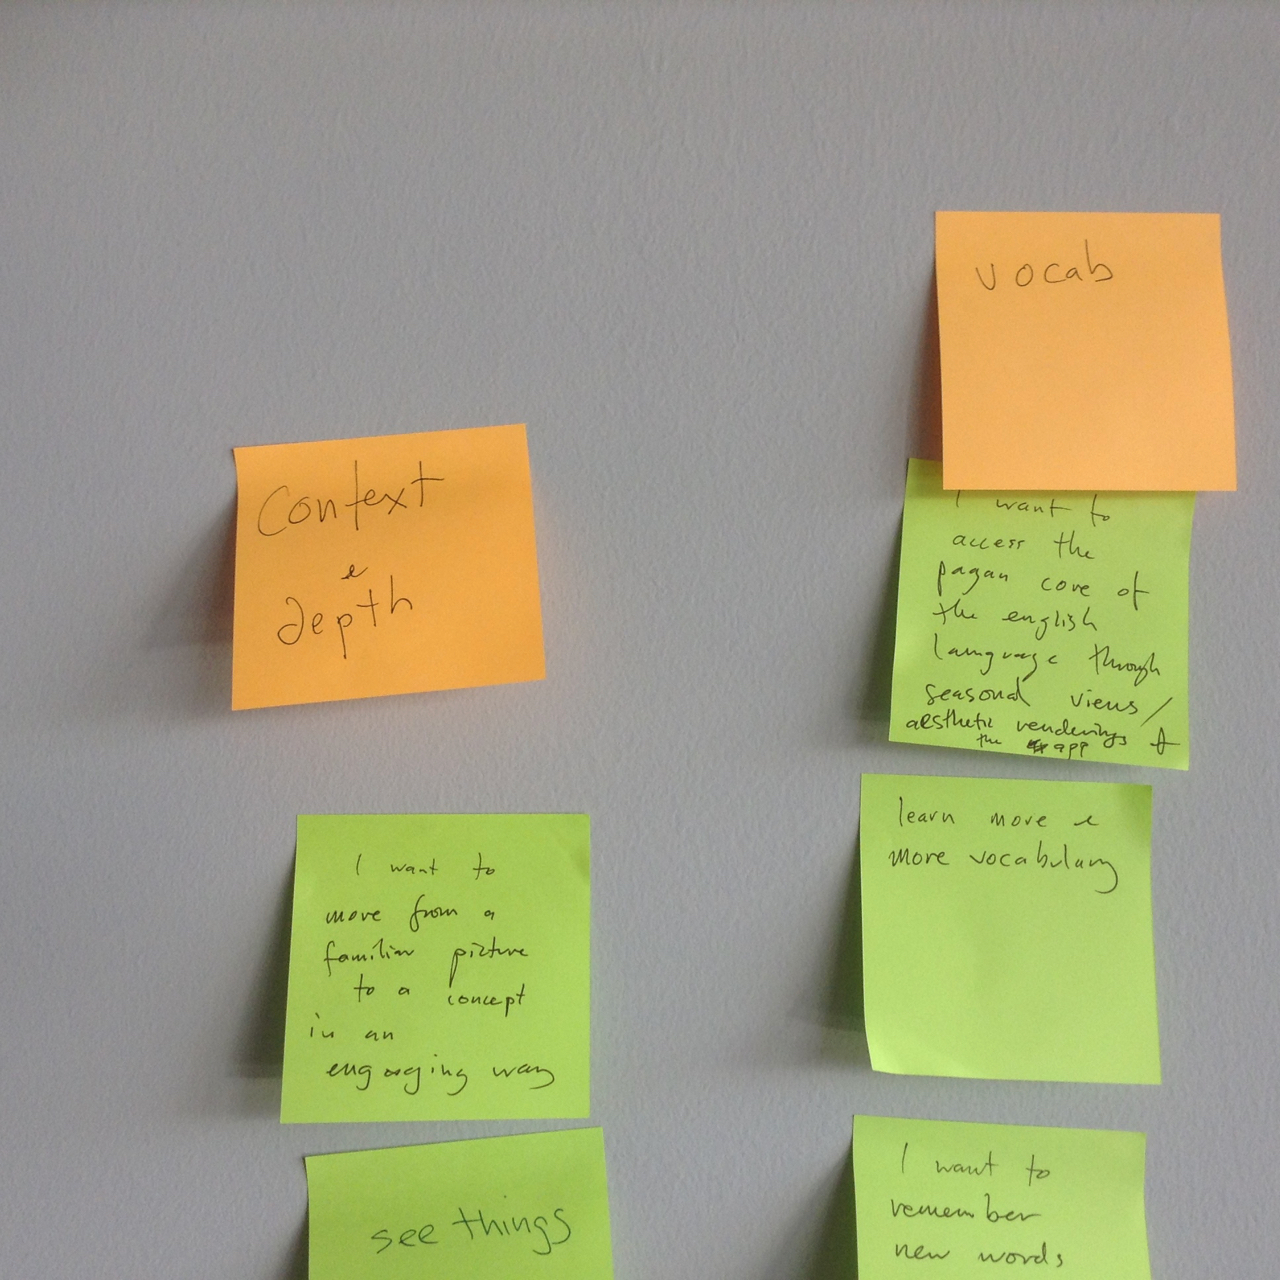 Context
&
depth
I want to
move from a
familiar picture
to a concept
in an
engaging way
see things
vocab
I want to
access the
pagan core of
the english
language through
seasonal views /
aesthetic renderings of
the app
learn more &
more vocabulary
I want to
remember
new words